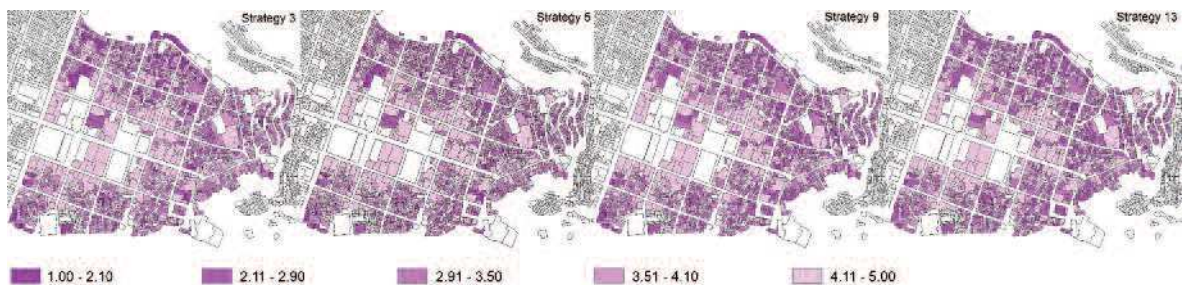 Strategy 3
Strategy 5
Strategy 9
Strategy 13
1.00 - 2.10
2.11 - 2.90
2.91 - 3.50
3.51 - 4.10
4.11 - 5.00